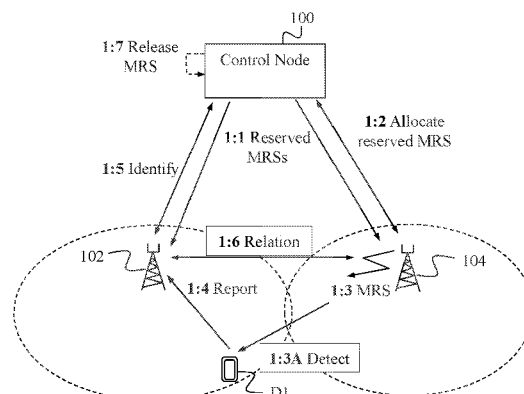 100
1:7 Release
MRS
Control Node
1:2 Allocate
reserved MRS
1:1 Reserved
MRSs
1:5 Identify
1:6 Relation
102
104
1:4 Report
1:3 MRS
1:3A Detect
D1